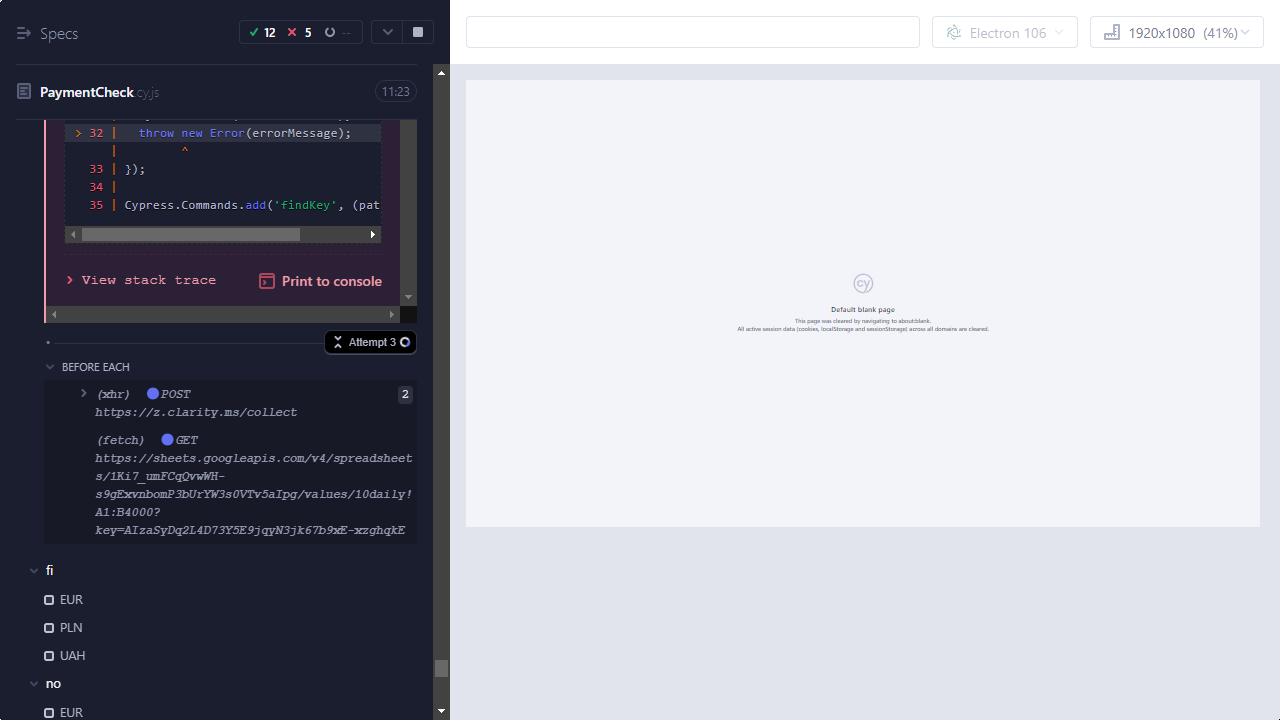 Specs
12
5
--
Electron 106
1920x1080 (41%)
PaymentCheck.cy.js
11:23
> 32 | throw new Error(errorMessage);
| ^
33 | });
34 |
35 | Cypress.Commands.add('findKey', (pat
View stack trace
Print to console
Attempt 3
BEFORE EACH
(xhr) POST
2
https://z.clarity.ms/collect
(fetch) GET
https://sheets.googleapis.com/v4/spreadsheet
s/1Ki7_umFCqQvwWH-
s9gExvnbomP3bUrYW3s0VTv5aIpg/values/10daily!
A1:B4000?
key=AIzaSyDq2L4D73Y5E9jqyN3jk67b9xE-xzghqkE
fi
EUR
PLN
UAH
no
EUR
cy
Default blank page
This page was cleared by navigating to about:blank.
All active session data (cookies, localStorage and sessionStorage) across all domains are cleared.